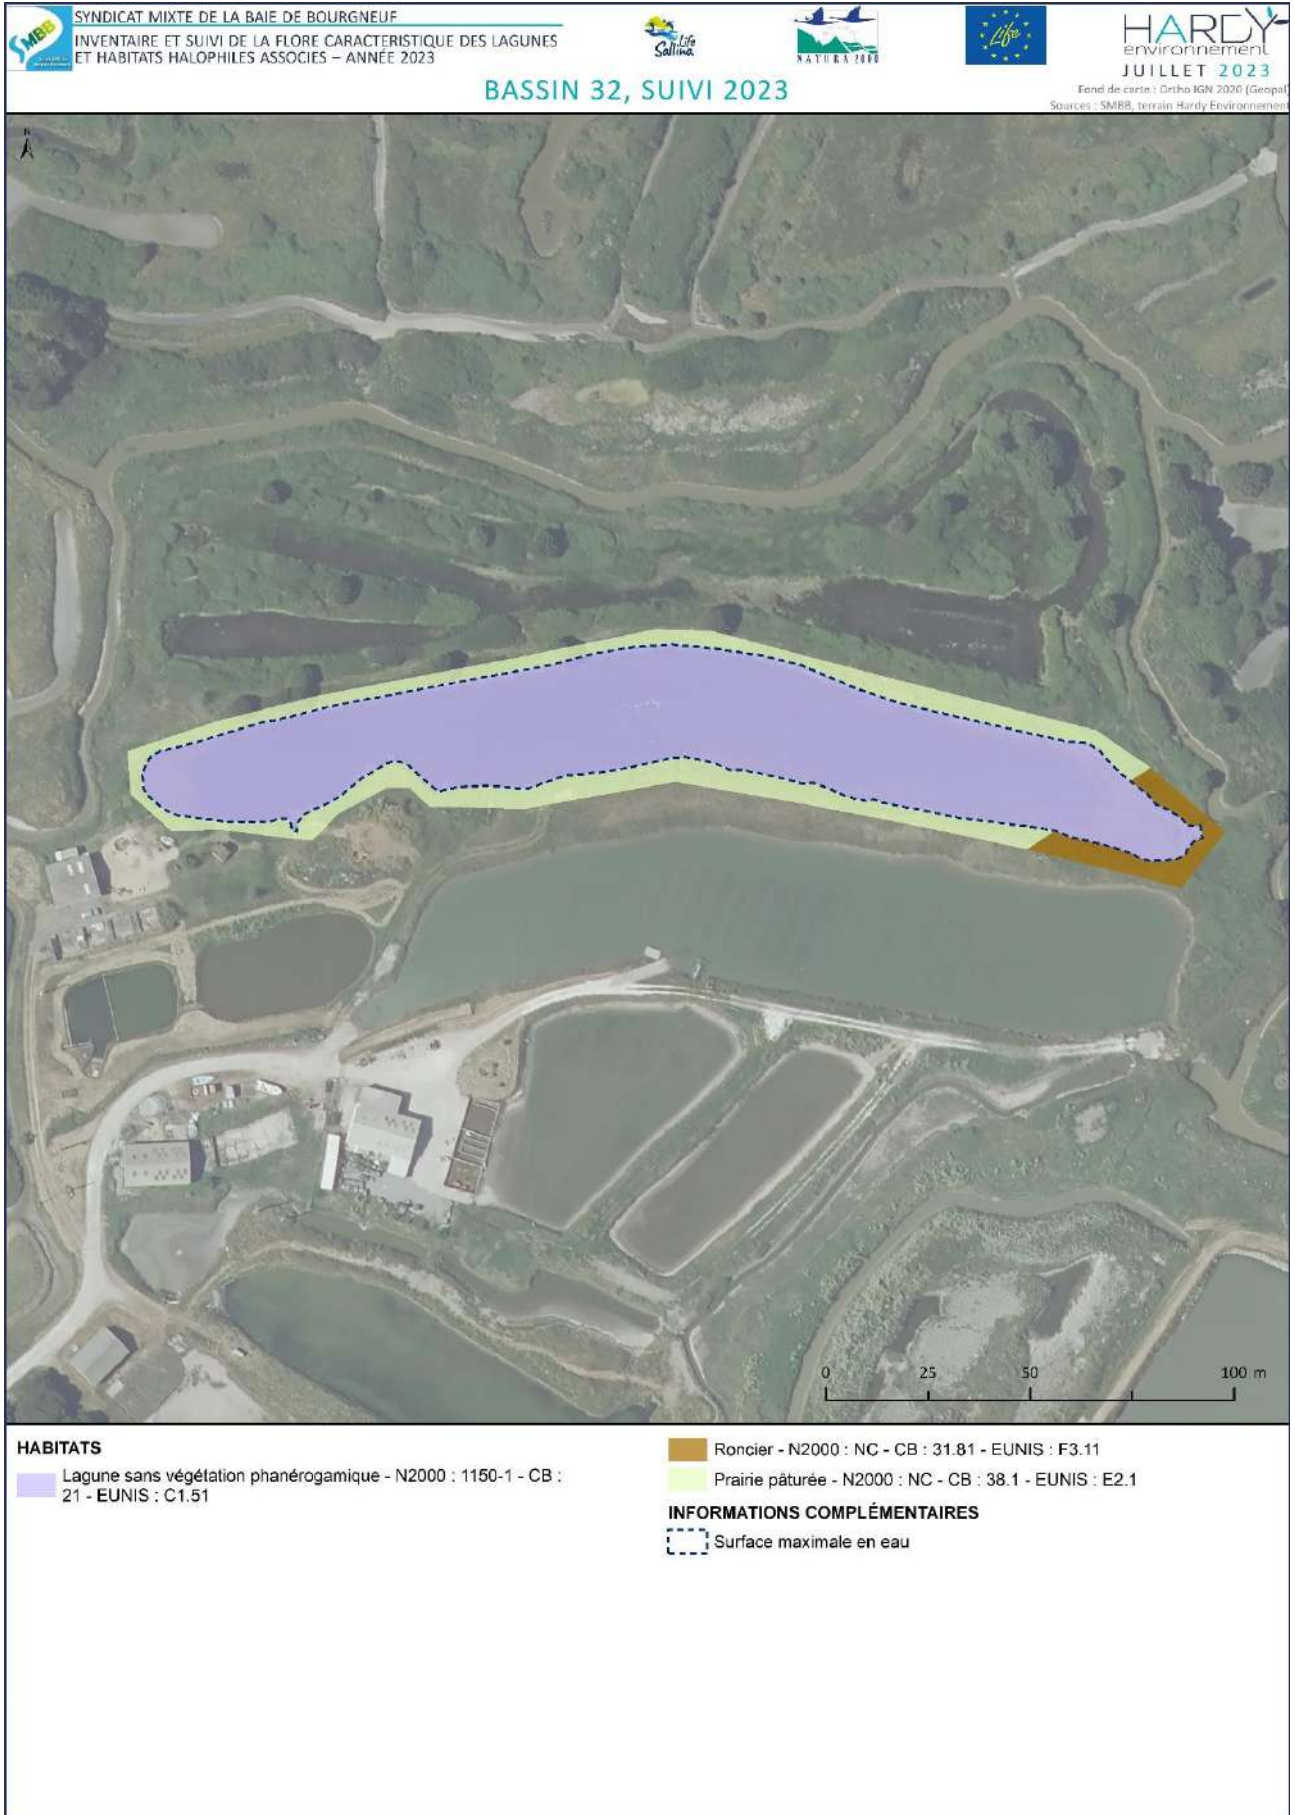 SYNDICAT MIXTE DE LA BAIE DE BOURGNEUF
INVENTAIRE ET SUIVI DE LA FLORE CARACTERISTIQUE DES LAGUNES
ET HABITATS HALOPHILES ASSOCIES – ANNÉE 2023
SMBB
Life
Sallina
NATURA 2000
Life
HARDY
environnement
JUILLET 2023
BASSIN 32, SUIVI 2023
Fond de carte : Ortho IGN 2020 (Geopal)
Sources : SMBB, terrain Hardy Environnement
N
0 25 50 100 m
HABITATS
Lagune sans végétation phanérogamique - N2000 : 1150-1 - CB :
21 - EUNIS : C1.51
Roncier - N2000 : NC - CB : 31.81 - EUNIS : F3.11
Prairie pâturée - N2000 : NC - CB : 38.1 - EUNIS : E2.1
INFORMATIONS COMPLÉMENTAIRES
Surface maximale en eau